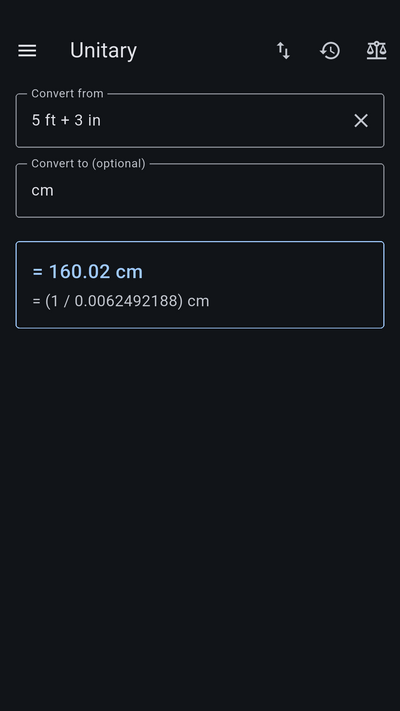 Unitary
Convert from
5 ft + 3 in
Convert to (optional)
cm
= 160.02 cm
= (1 / 0.0062492188) cm